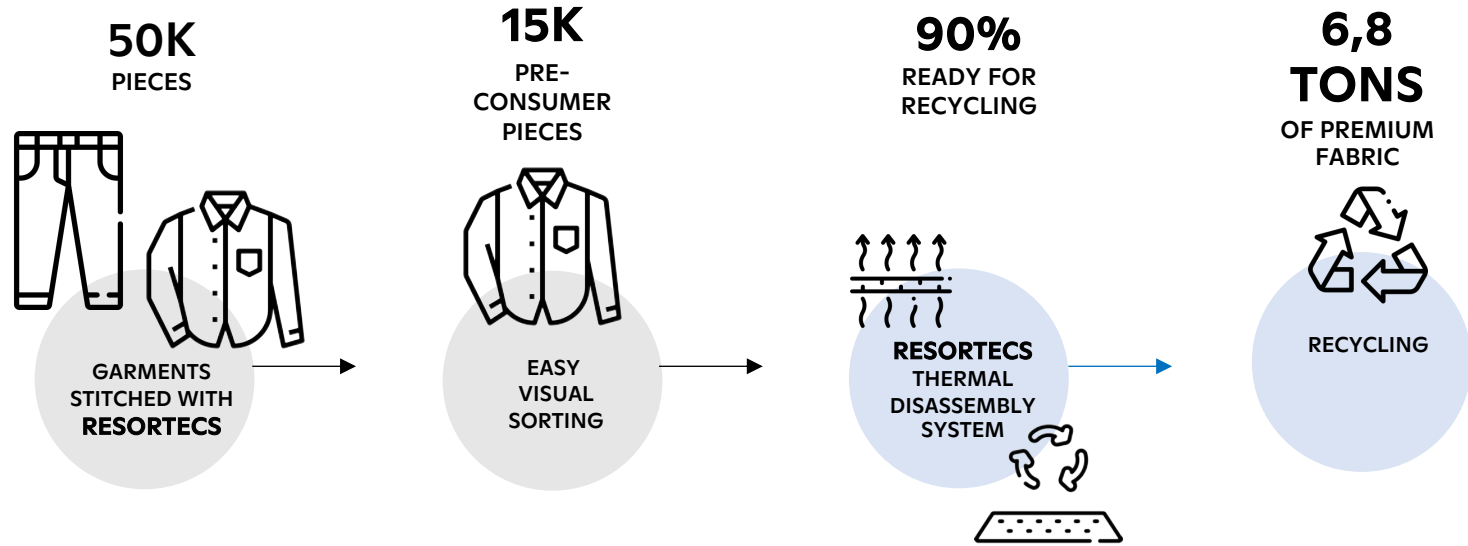 50K
PIECES
GARMENTS
STITCHED WITH
RESORTECS
15K
PRE-
CONSUMER
PIECES
EASY
VISUAL
SORTING
90%
READY FOR
RECYCLING
RESORTECS
THERMAL
DISASSEMBLY
SYSTEM
6,8
TONS
OF PREMIUM
FABRIC
RECYCLING